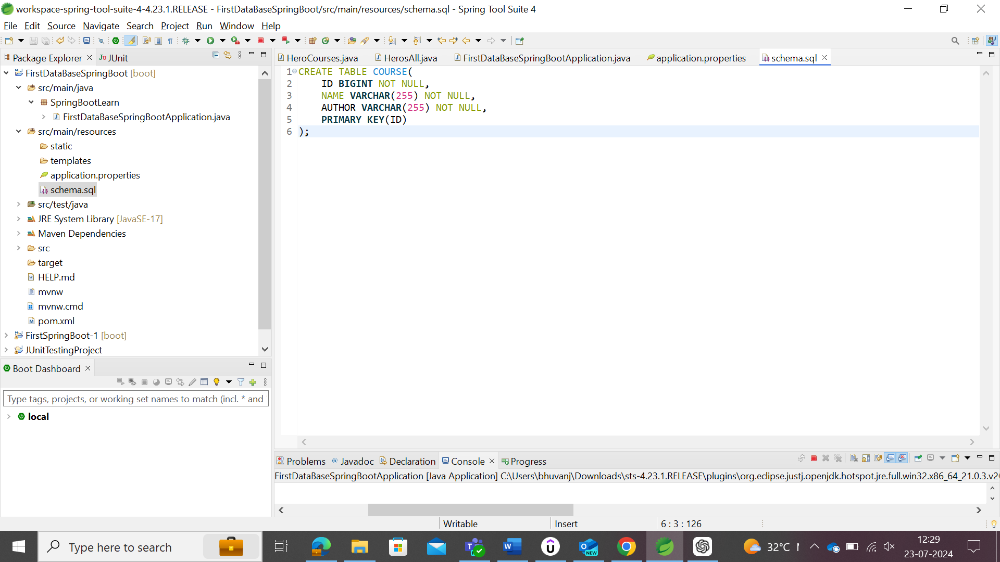 workspace-spring-tool-suite-4-4.23.1.RELEASE - FirstDataBaseSpringBoot/src/main/resources/schema.sql - Spring Tool Suite 4
File Edit Source Navigate Search Project Run Window Help
Package Explorer
JUnit
FirstDataBaseSpringBoot [boot]
src/main/java
SpringBootLearn
FirstDataBaseSpringBootApplication.java
src/main/resources
static
templates
application.properties
schema.sql
src/test/java
JRE System Library [JavaSE-17]
Maven Dependencies
src
target
HELP.md
mvnw
mvnw.cmd
pom.xml
FirstSpringBoot-1 [boot]
JUnitTestingProject
Boot Dashboard
Type tags, projects, or working set names to match (incl. * and
local
HeroCourses.java HerosAll.java FirstDataBaseSpringBootApplication.java application.properties schema.sql
1 CREATE TABLE COURSE(
2 ID BIGINT NOT NULL,
3 NAME VARCHAR(255) NOT NULL,
4 AUTHOR VARCHAR(255) NOT NULL,
5 PRIMARY KEY(ID)
6 );
Problems Javadoc Declaration Console Progress
FirstDataBaseSpringBootApplication [Java Application] C:\Users\bhuvanj\Downloads\sts-4.23.1.RELEASE\plugins\org.eclipse.justj.openjdk.hotspot.jre.full.win32.x86_64_21.0.3.v2
Writable Insert 6 : 3 : 126
Type here to search
NEW
32°C
12:29
23-07-2024